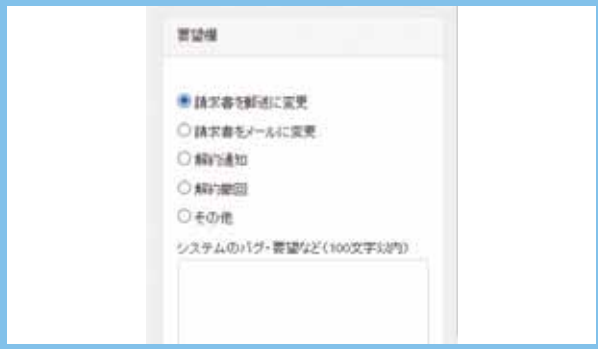 要望欄
請求書を郵送に変更
請求書をメールに変更
解約通知
解約撤回
その他
システムのバグ・要望など(100文字以内)